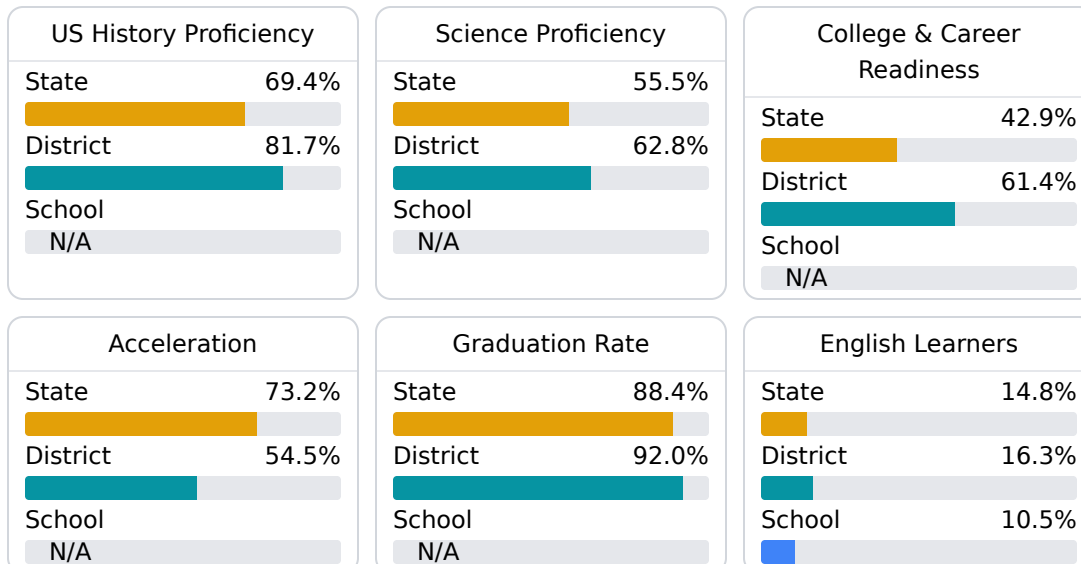 US History Proficiency
State 69.4%
District 81.7%
School
N/A
Science Proficiency
State 55.5%
District 62.8%
School
N/A
College & Career
Readiness
State 42.9%
District 61.4%
School
N/A
Acceleration
State 73.2%
District 54.5%
School
N/A
Graduation Rate
State 88.4%
District 92.0%
School
N/A
English Learners
State 14.8%
District 16.3%
School 10.5%